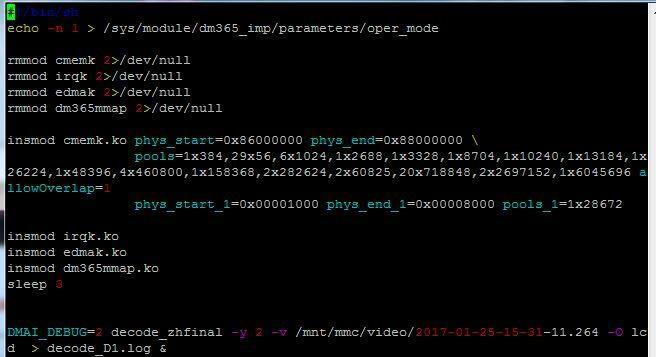 #!/bin/sh
echo -n 1 > /sys/module/dm365_imp/parameters/oper_mode
rmmod cmemk 2>/dev/null
rmmod irqk 2>/dev/null
rmmod edmak 2>/dev/null
rmmod dm365mmap 2>/dev/null
insmod cmemk.ko phys_start=0x86000000 phys_end=0x88000000 \
pools=1x384,29x56,6x1024,1x2688,1x3328,1x8704,1x10240,1x13184,1x
26224,1x48396,4x460800,1x158368,2x282624,2x60825,20x718848,2x2697152,1x6045696 a
llowOverlap=1
phys_start_1=0x00001000 phys_end_1=0x00008000 pools_1=1x28672
insmod irqk.ko
insmod edmak.ko
insmod dm365mmap.ko
sleep 3
DMAI_DEBUG=2 decode_zhfinal -y 2 -v /mnt/mmc/video/2017-01-25-15-31-11.264 -O lc
d  > decode_D1.log &